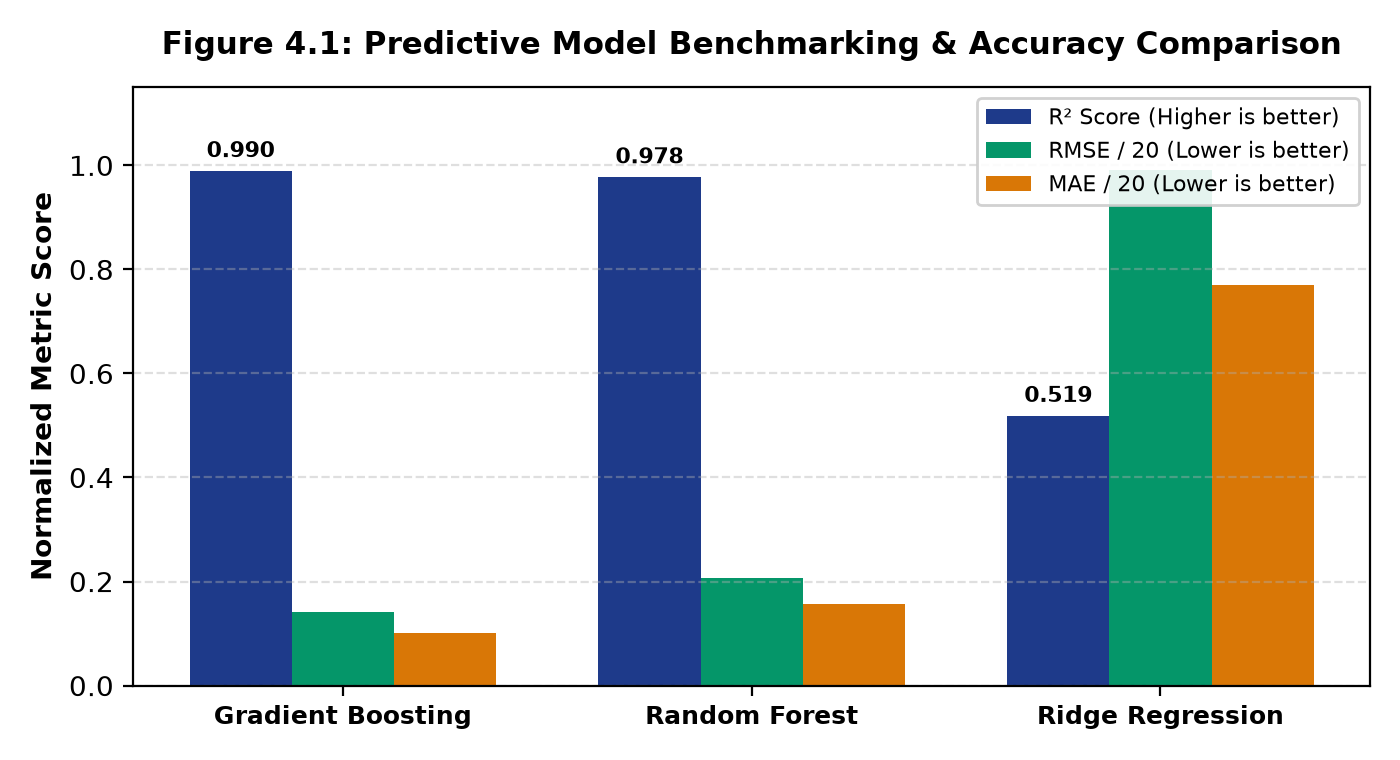 Figure 4.1: Predictive Model Benchmarking & Accuracy Comparison
R² Score (Higher is better)
RMSE / 20 (Lower is better)
MAE / 20 (Lower is better)
Normalized Metric Score
1.0
0.8
0.6
0.4
0.2
0.0
0.990
0.978
0.519
Gradient Boosting
Random Forest
Ridge Regression